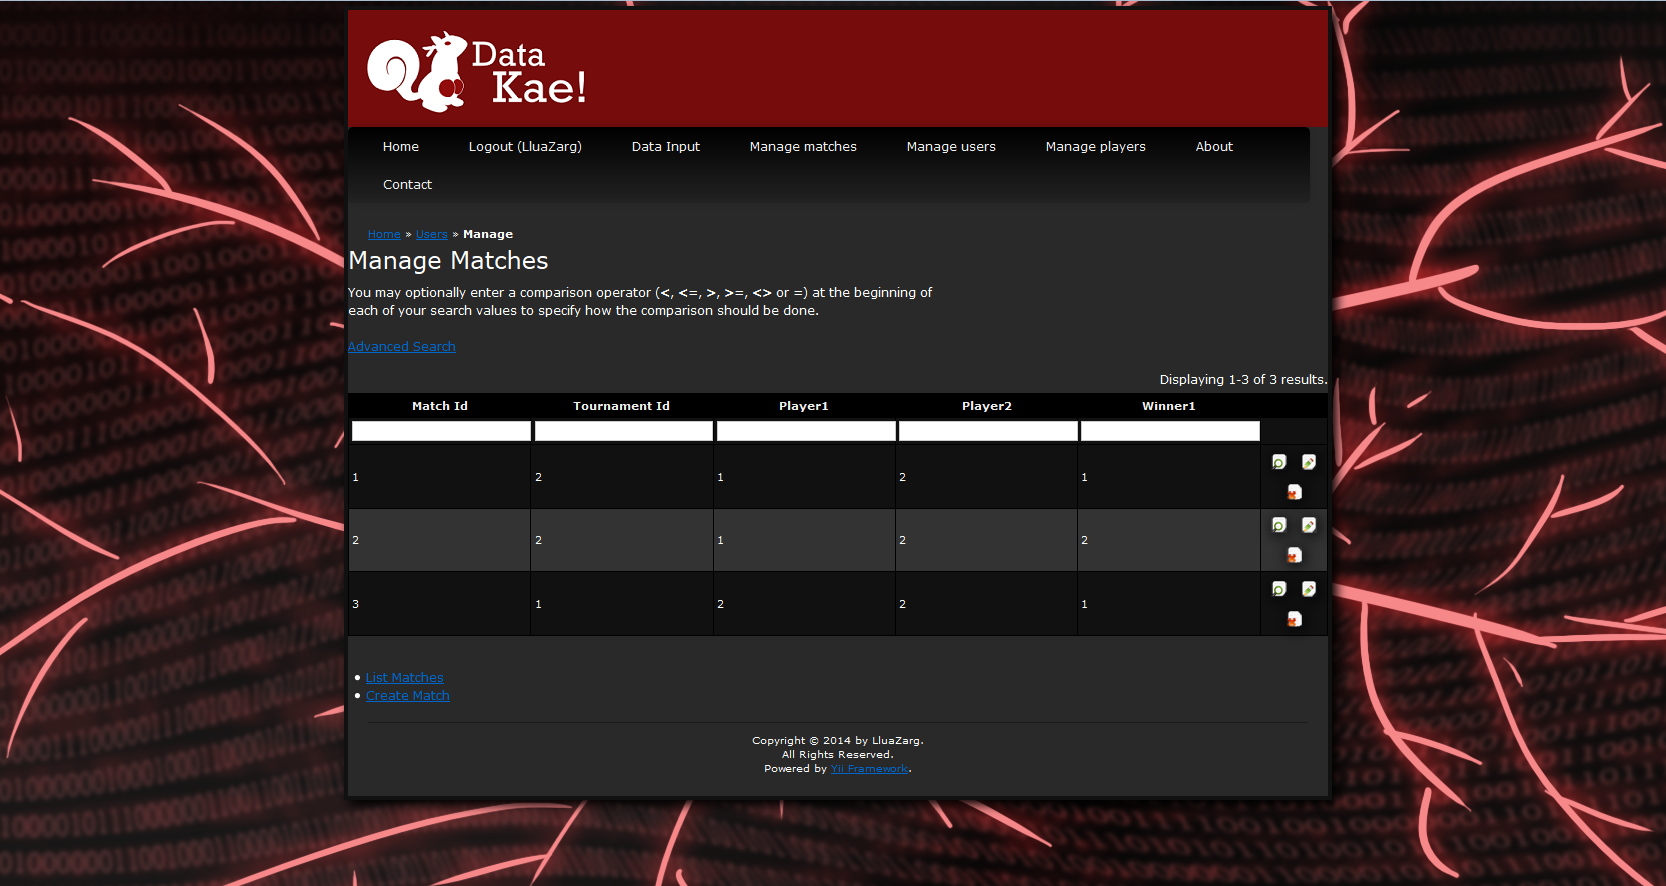 Data
Kae!
Home Logout (LluaZarg) Data Input Manage matches Manage users Manage players About
Contact
Home » Users » Manage
Manage Matches
You may optionally enter a comparison operator (<, <=, >, >=, <> or =) at the beginning of
each of your search values to specify how the comparison should be done.
Advanced Search
Displaying 1-3 of 3 results.
Match Id Tournament Id Player1 Player2 Winner1
1 2 1 2 1
2 2 1 2 2
3 1 2 2 1
• List Matches
• Create Match
Copyright © 2014 by LluaZarg.
All Rights Reserved.
Powered by Yii Framework.